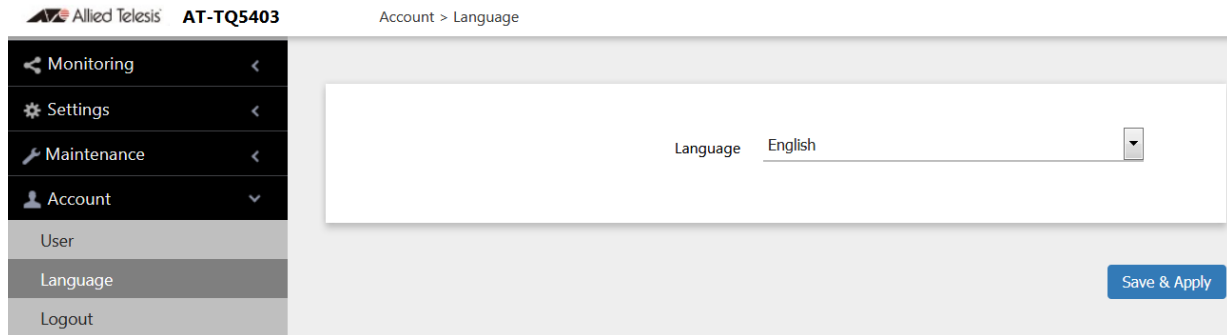 Allied Telesis AT-TQ5403 Account > Language
Monitoring
Settings
Maintenance
Account
User
Language
Logout
Language English
Save & Apply